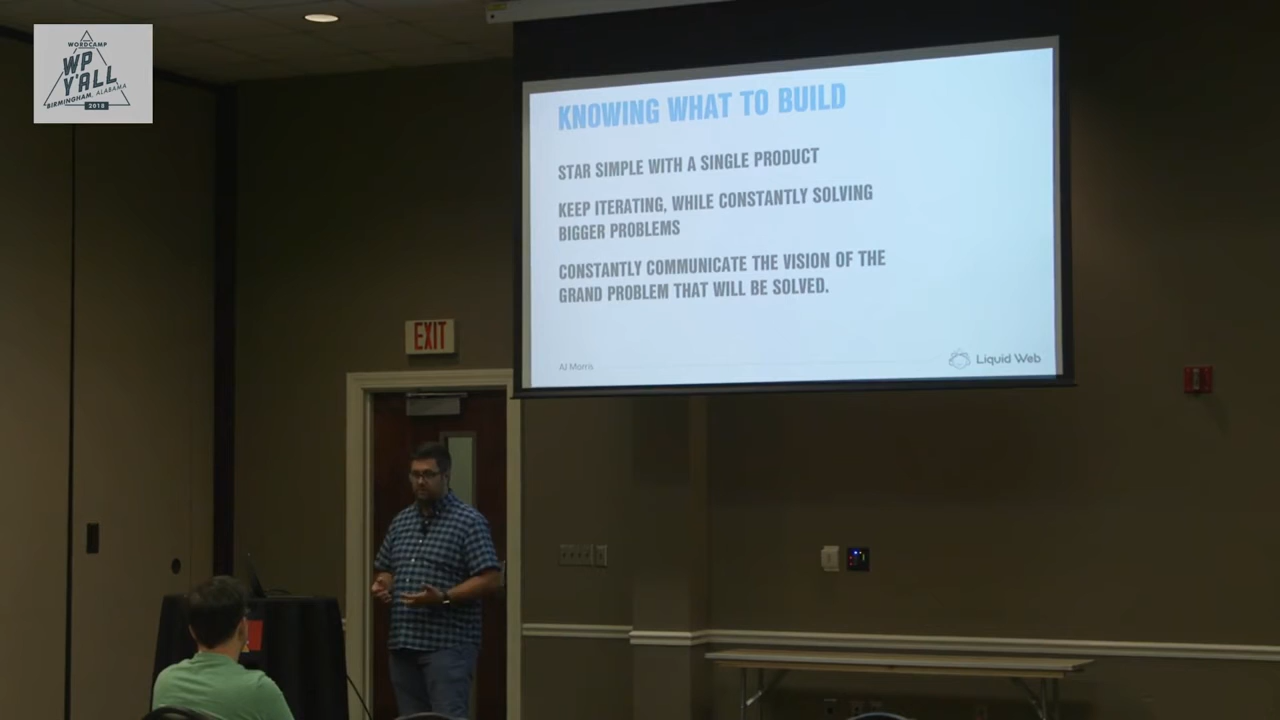 WORDCAMP
WP
Y'ALL
BIRMINGHAM, ALABAMA
2018
KNOWING WHAT TO BUILD
STAR SIMPLE WITH A SINGLE PRODUCT
KEEP ITERATING, WHILE CONSTANTLY SOLVING
BIGGER PROBLEMS
CONSTANTLY COMMUNICATE THE VISION OF THE
GRAND PROBLEM THAT WILL BE SOLVED.
AJ Morris
Liquid Web
EXIT